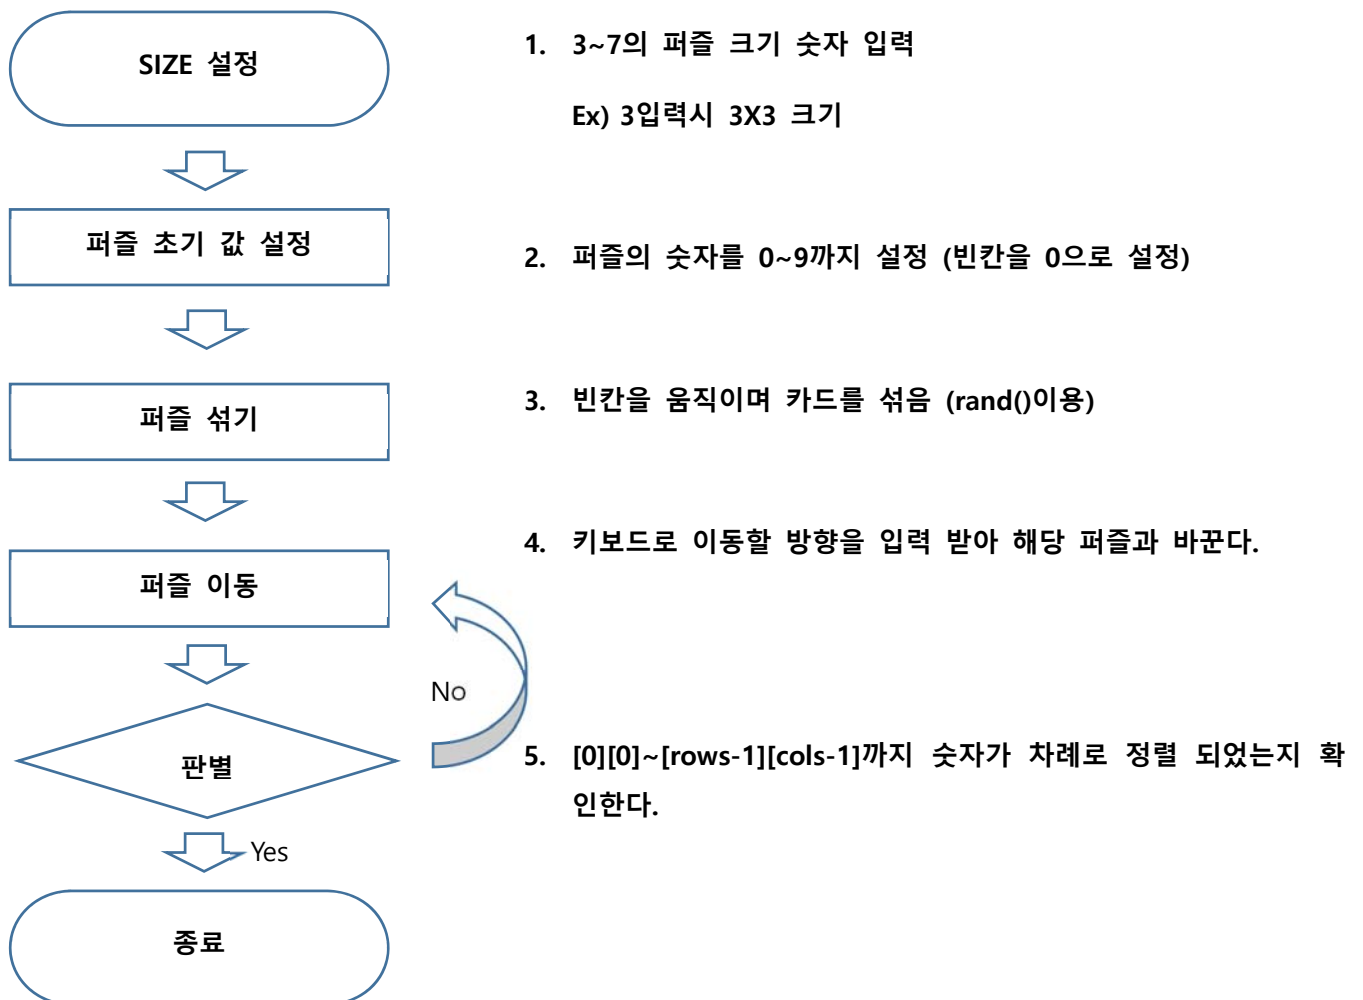 SIZE 설정
1. 3~7의 퍼즐 크기 숫자 입력
Ex) 3입력시 3X3 크기
퍼즐 초기 값 설정
2. 퍼즐의 숫자를 0~9까지 설정 (빈칸을 0으로 설정)
퍼즐 섞기
3. 빈칸을 움직이며 카드를 섞음 (rand()이용)
퍼즐 이동
4. 키보드로 이동할 방향을 입력 받아 해당 퍼즐과 바꾼다.
No
판별
5. [0][0]~[rows-1][cols-1]까지 숫자가 차례로 정렬 되었는지 확
인한다.
Yes
종료